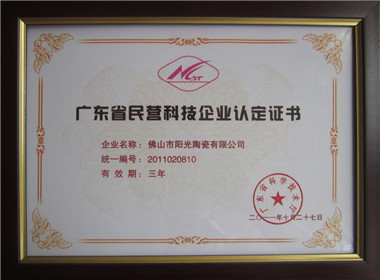 NCST
广东省民营科技企业认定证书
企业名称：佛山市阳光陶瓷有限公司
统一编号：2011020810
有效期：三年
广东省科学技术厅
二〇一一年十月二十七日